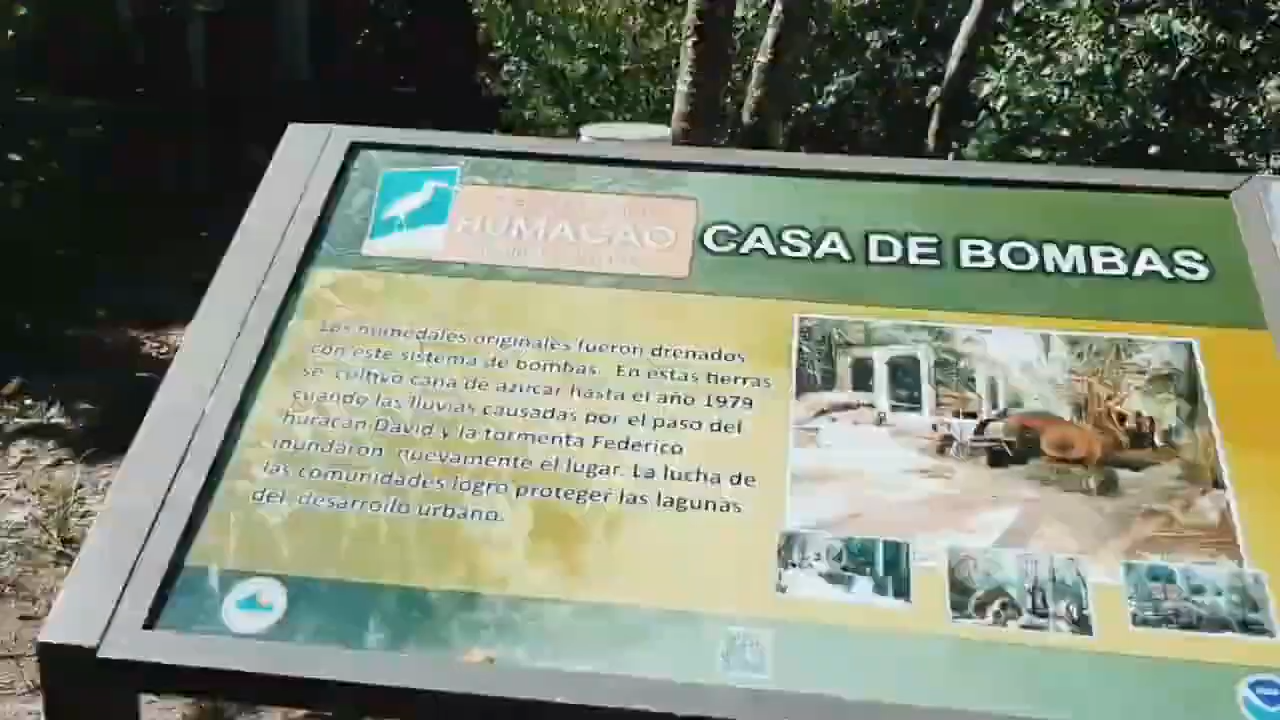 HUMACAO
CASA DE BOMBAS
Los humedales originales fueron drenados
con este sistema de bombas. En estas tierras
se cultivó caña de azúcar hasta el año 1979
cuando las lluvias causadas por el paso del
huracán David y la tormenta Federico
inundaron nuevamente el lugar. La lucha de
las comunidades logró proteger las lagunas
del desarrollo urbano.